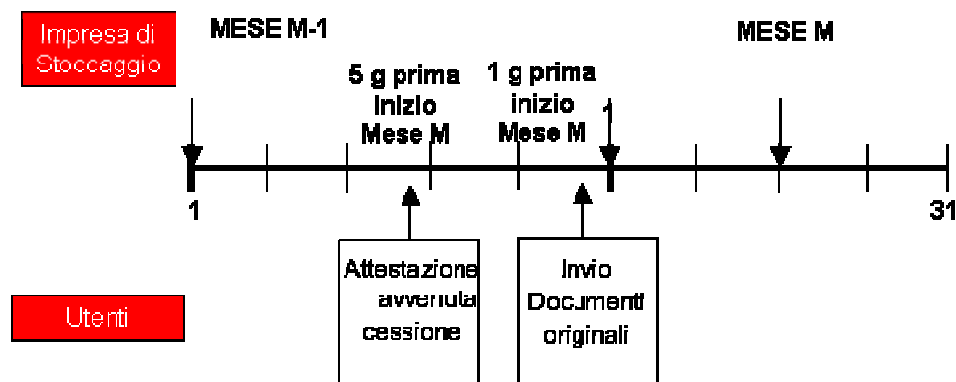 Impresa di
Stoccaggio
MESE M-1
MESE M
5 g prima
inizio
Mese M
1 g prima
inizio
Mese M
1
1
31
Attestazione
avvenuta
cessione
Invio
Documenti
originali
Utenti